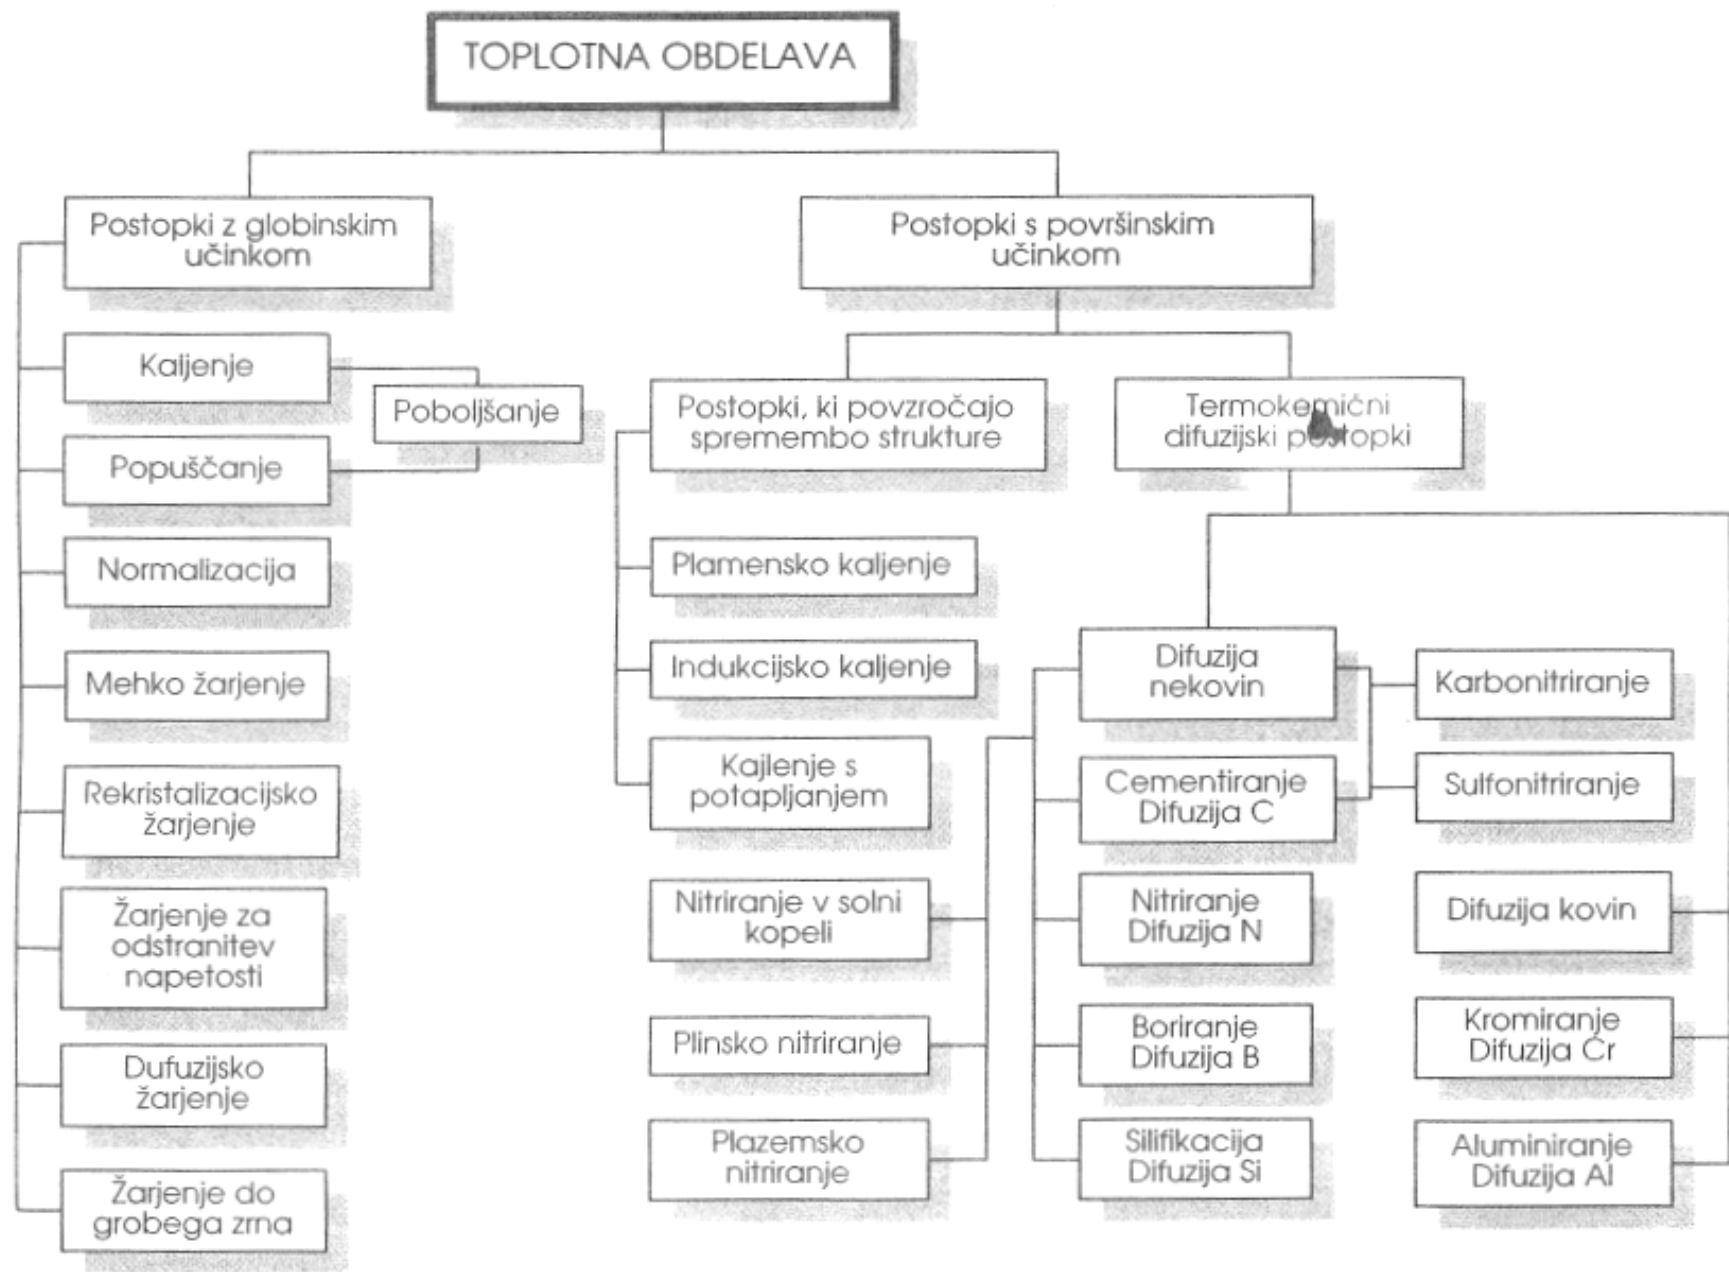 TOPLOTNA OBDELAVA
Postopki z globinskim
učinkom
Kaljenje
Popuščanje
Poboljšanje
Normalizacija
Mehko žarjenje
Rekristalizacijsko
žarjenje
Žarjenje za
odstranitev
napetosti
Dufuzijsko
žarjenje
Žarjenje do
grobega zrna
Postopki s površinskim
učinkom
Postopki, ki povzročajo
spremembo strukture
Plamensko kaljenje
Indukcijsko kaljenje
Kajlenje s
potapljanjem
Nitriranje v solni
kopeli
Plinsko nitriranje
Plazemsko
nitriranje
Termokemični
difuzijski postopki
Difuzija
nekovin
Cementiranje
Difuzija C
Nitriranje
Difuzija N
Boriranje
Difuzija B
Silifikacija
Difuzija Si
Karbonitriranje
Sulfonitriranje
Difuzija kovin
Kromiranje
Difuzija Cr
Aluminiranje
Difuzija Al